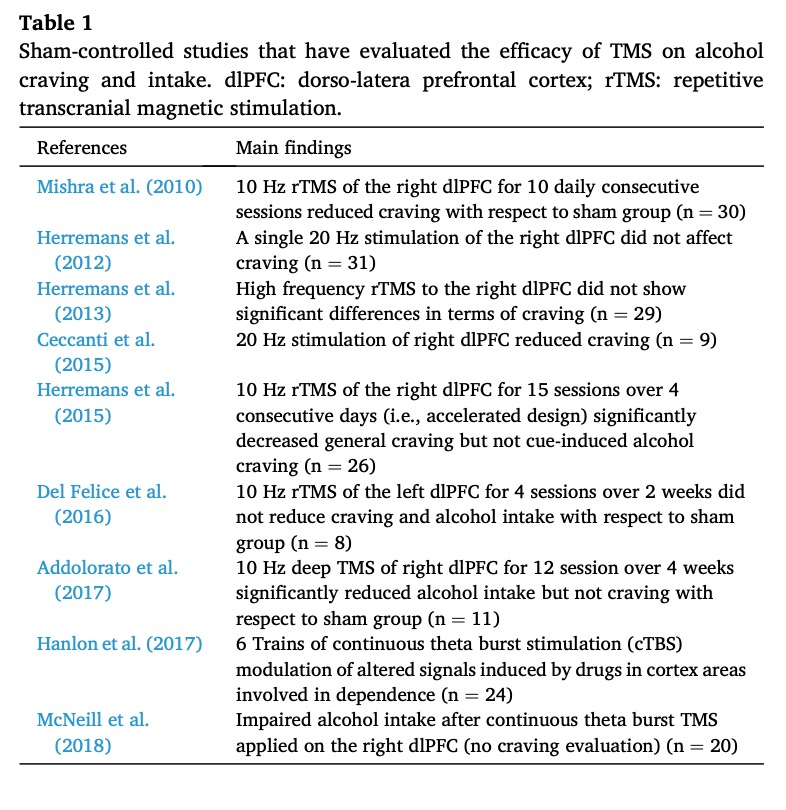 Table 1
Sham-controlled studies that have evaluated the efficacy of TMS on alcohol
craving and intake. dlPFC: dorso-latera prefrontal cortex; rTMS: repetitive
transcranial magnetic stimulation.
References Main findings
Mishra et al. (2010) 10 Hz rTMS of the right dlPFC for 10 daily consecutive
sessions reduced craving with respect to sham group (n = 30)
Herremans et al. A single 20 Hz stimulation of the right dlPFC did not affect
(2012) craving (n = 31)
Herremans et al. High frequency rTMS to the right dlPFC did not show
(2013) significant differences in terms of craving (n = 29)
Ceccanti et al. 20 Hz stimulation of right dlPFC reduced craving (n = 9)
(2015)
Herremans et al. 10 Hz rTMS of the right dlPFC for 15 sessions over 4
(2015) consecutive days (i.e., accelerated design) significantly
decreased general craving but not cue-induced alcohol
craving (n = 26)
Del Felice et al. 10 Hz rTMS of the left dlPFC for 4 sessions over 2 weeks did
(2016) not reduce craving and alcohol intake with respect to sham
group (n = 8)
Addolorato et al. 10 Hz deep TMS of right dlPFC for 12 session over 4 weeks
(2017) significantly reduced alcohol intake but not craving with
respect to sham group (n = 11)
Hanlon et al. (2017) 6 Trains of continuous theta burst stimulation (cTBS)
modulation of altered signals induced by drugs in cortex areas
involved in dependence (n = 24)
McNeill et al. Impaired alcohol intake after continuous theta burst TMS
(2018) applied on the right dlPFC (no craving evaluation) (n = 20)